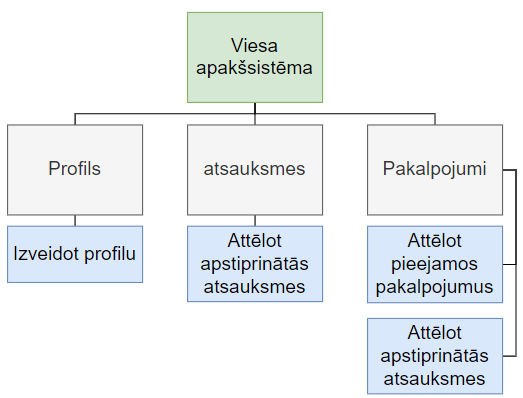 Viesa
apakšsistēma
Profils
atsauksmes
Pakalpojumi
Izveidot profilu
Attēlot
apstiprinātās
atsauksmes
Attēlot
pieejamos
pakalpojumus
Attēlot
apstiprinātās
atsauksmes